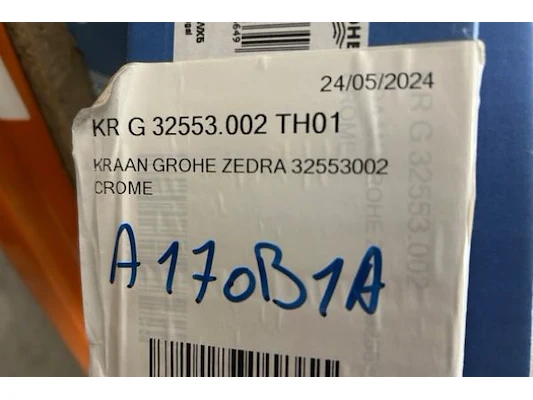 24/05/2024
KR G 32553.002 TH01
KRAAN GROHE ZEDRA 32553002
CROME
A170B1A